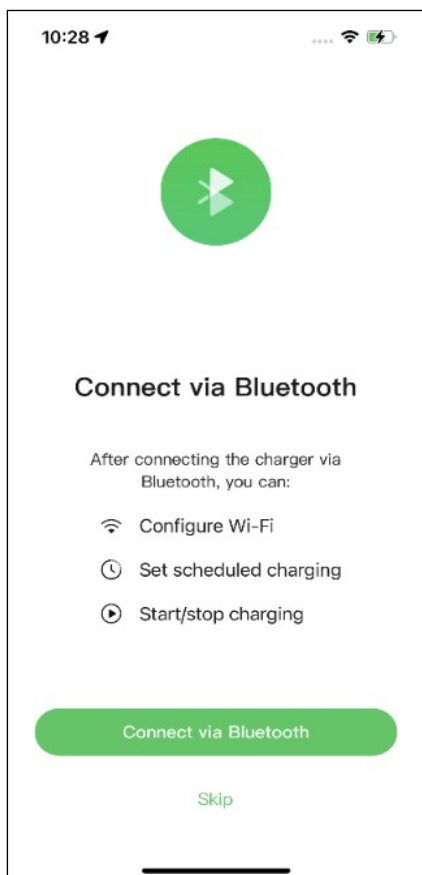 10:28
Connect via Bluetooth
After connecting the charger via
Bluetooth, you can:
Configure Wi-Fi
Set scheduled charging
Start/stop charging
Connect via Bluetooth
Skip